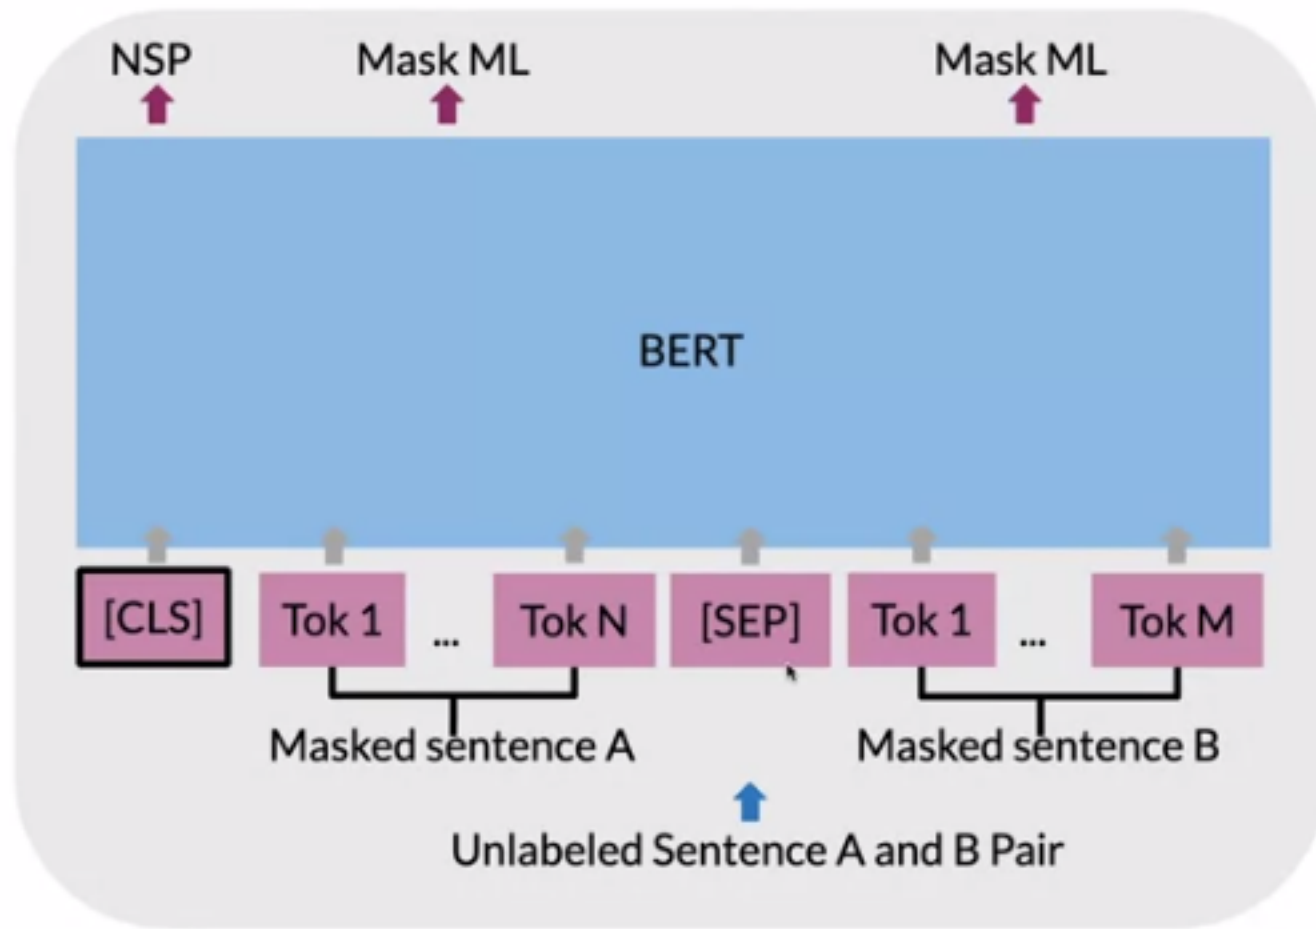 NSP Mask ML Mask ML
BERT
[CLS] Tok 1 ... Tok N [SEP] Tok 1 ... Tok M
Masked sentence A Masked sentence B
Unlabeled Sentence A and B Pair